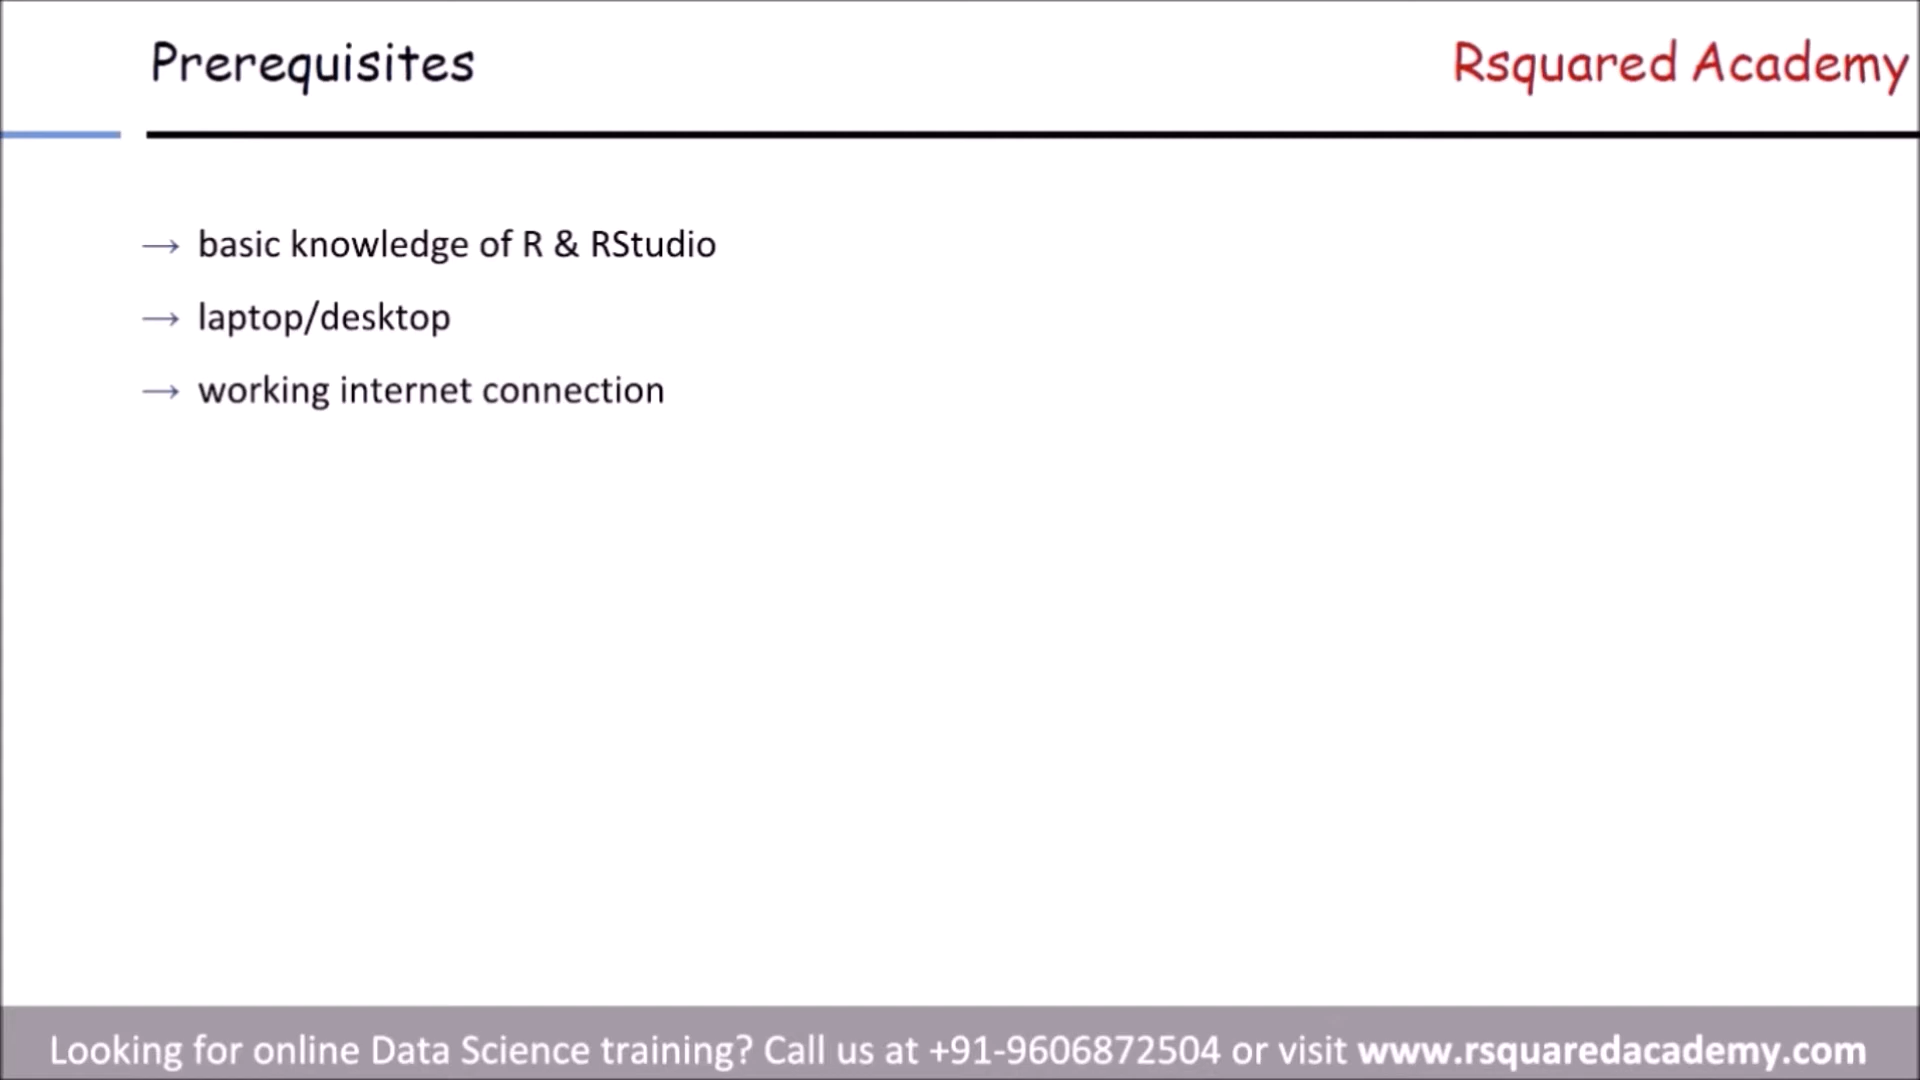 Prerequisites
Rsquared Academy
→ basic knowledge of R & RStudio
→ laptop/desktop
→ working internet connection
Looking for online Data Science training? Call us at +91-9606872504 or visit www.rsquaredacademy.com